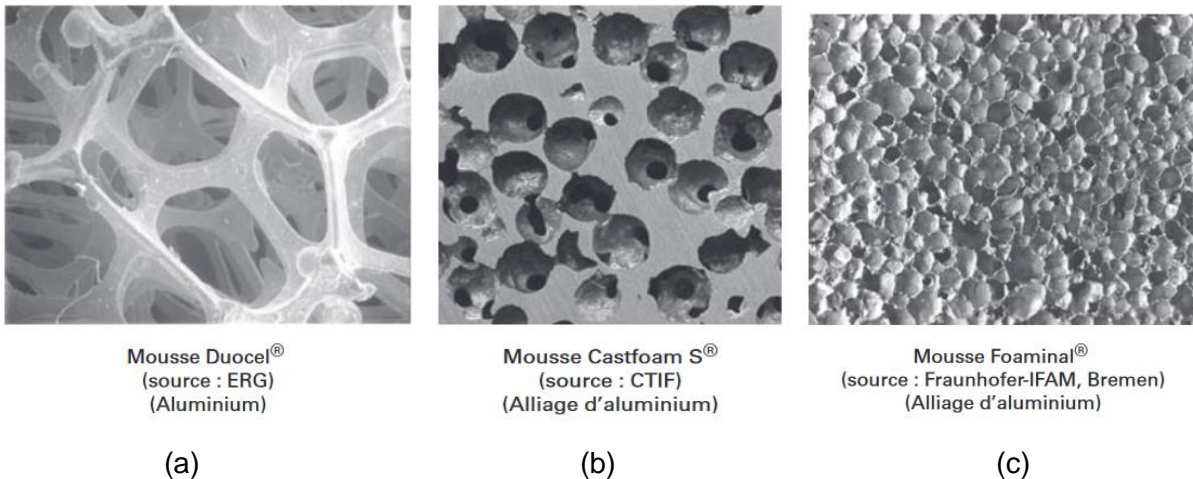 Mousse Duocel®
(source : ERG)
(Aluminium)
(a)
Mousse Castfoam S®
(source : CTIF)
(Alliage d'aluminium)
(b)
Mousse Foaminal®
(source : Fraunhofer-IFAM, Bremen)
(Alliage d'aluminium)
(c)